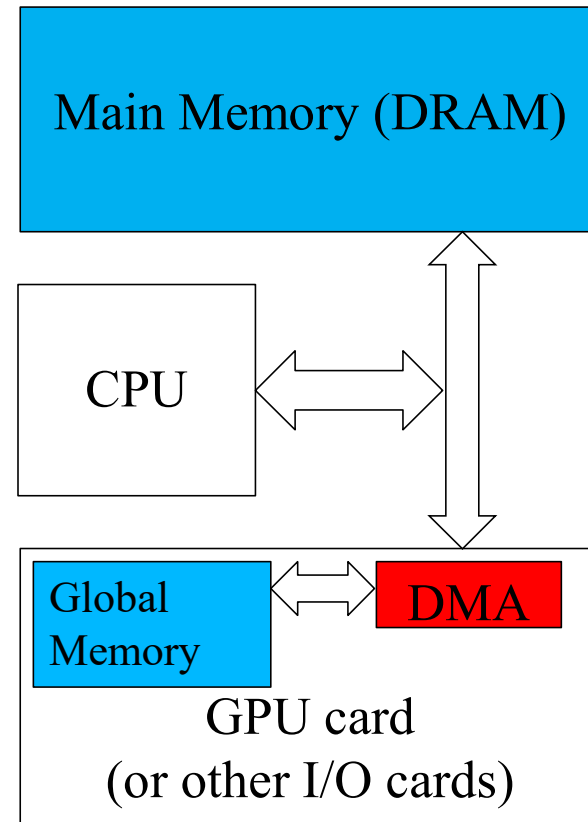 Main Memory (DRAM)
CPU
Global
Memory
DMA
GPU card
(or other I/O cards)